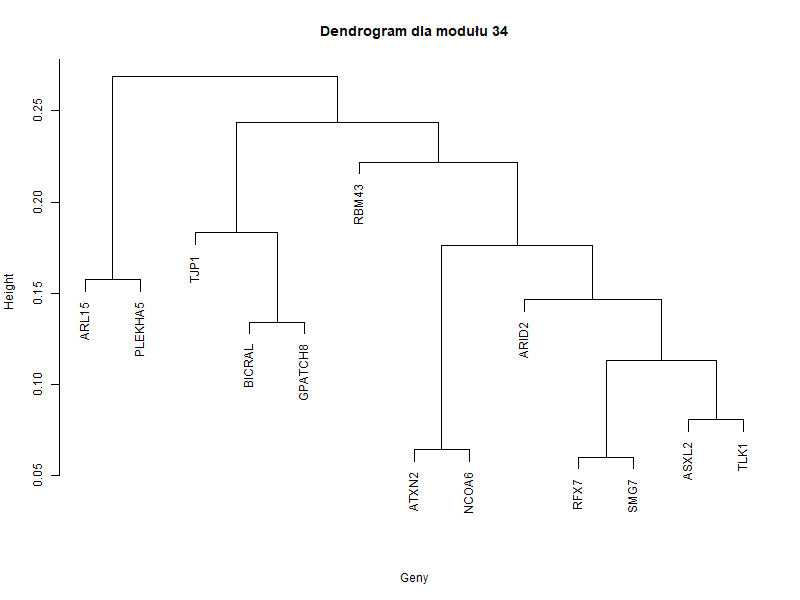 Dendrogram dla modułu 34
Height
0.25
0.20
0.15
0.10
0.05
ARL15
PLEKHA5
TJP1
BICRAL
GPATCH8
RBM43
ATXN2
NCOA6
ARID2
RFX7
SMG7
ASXL2
TLK1
Geny